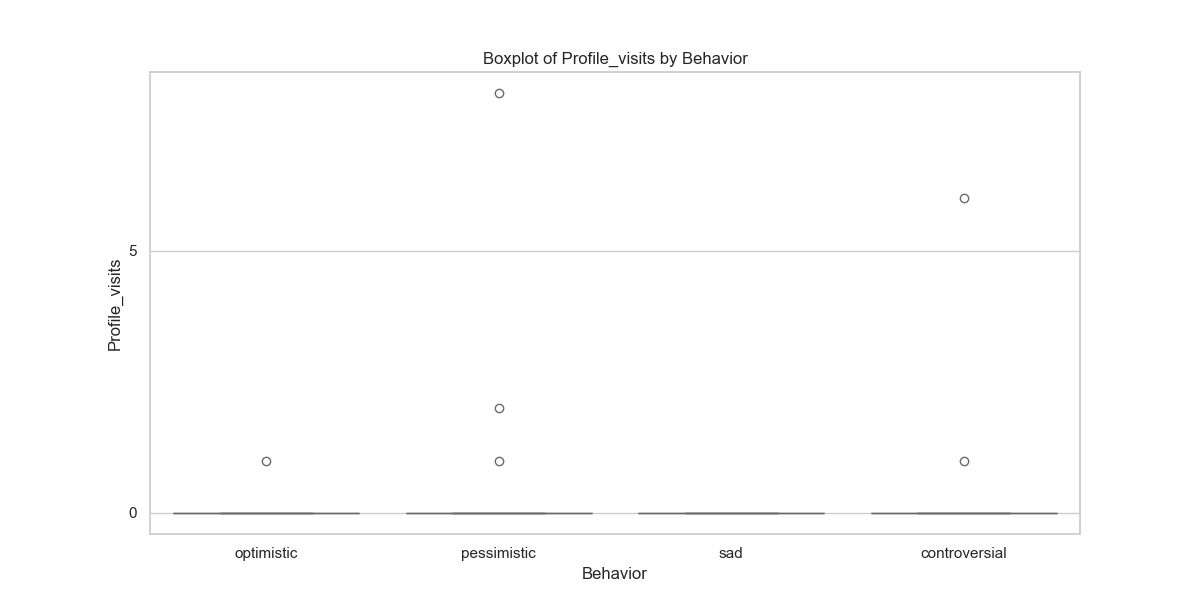 Boxplot of Profile_visits by Behavior
5
0
Profile_visits
optimistic pessimistic sad controversial
Behavior